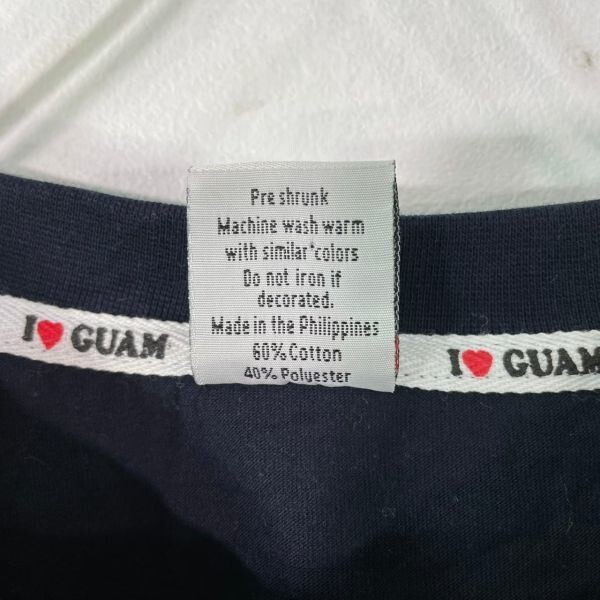 Pre shrunk
Machine wash warm
with similar colors
Do not iron if
decorated.
Made in the Philippines
60% Cotton
40% Polyester
I ❤ GUAM
I ❤ GUAM